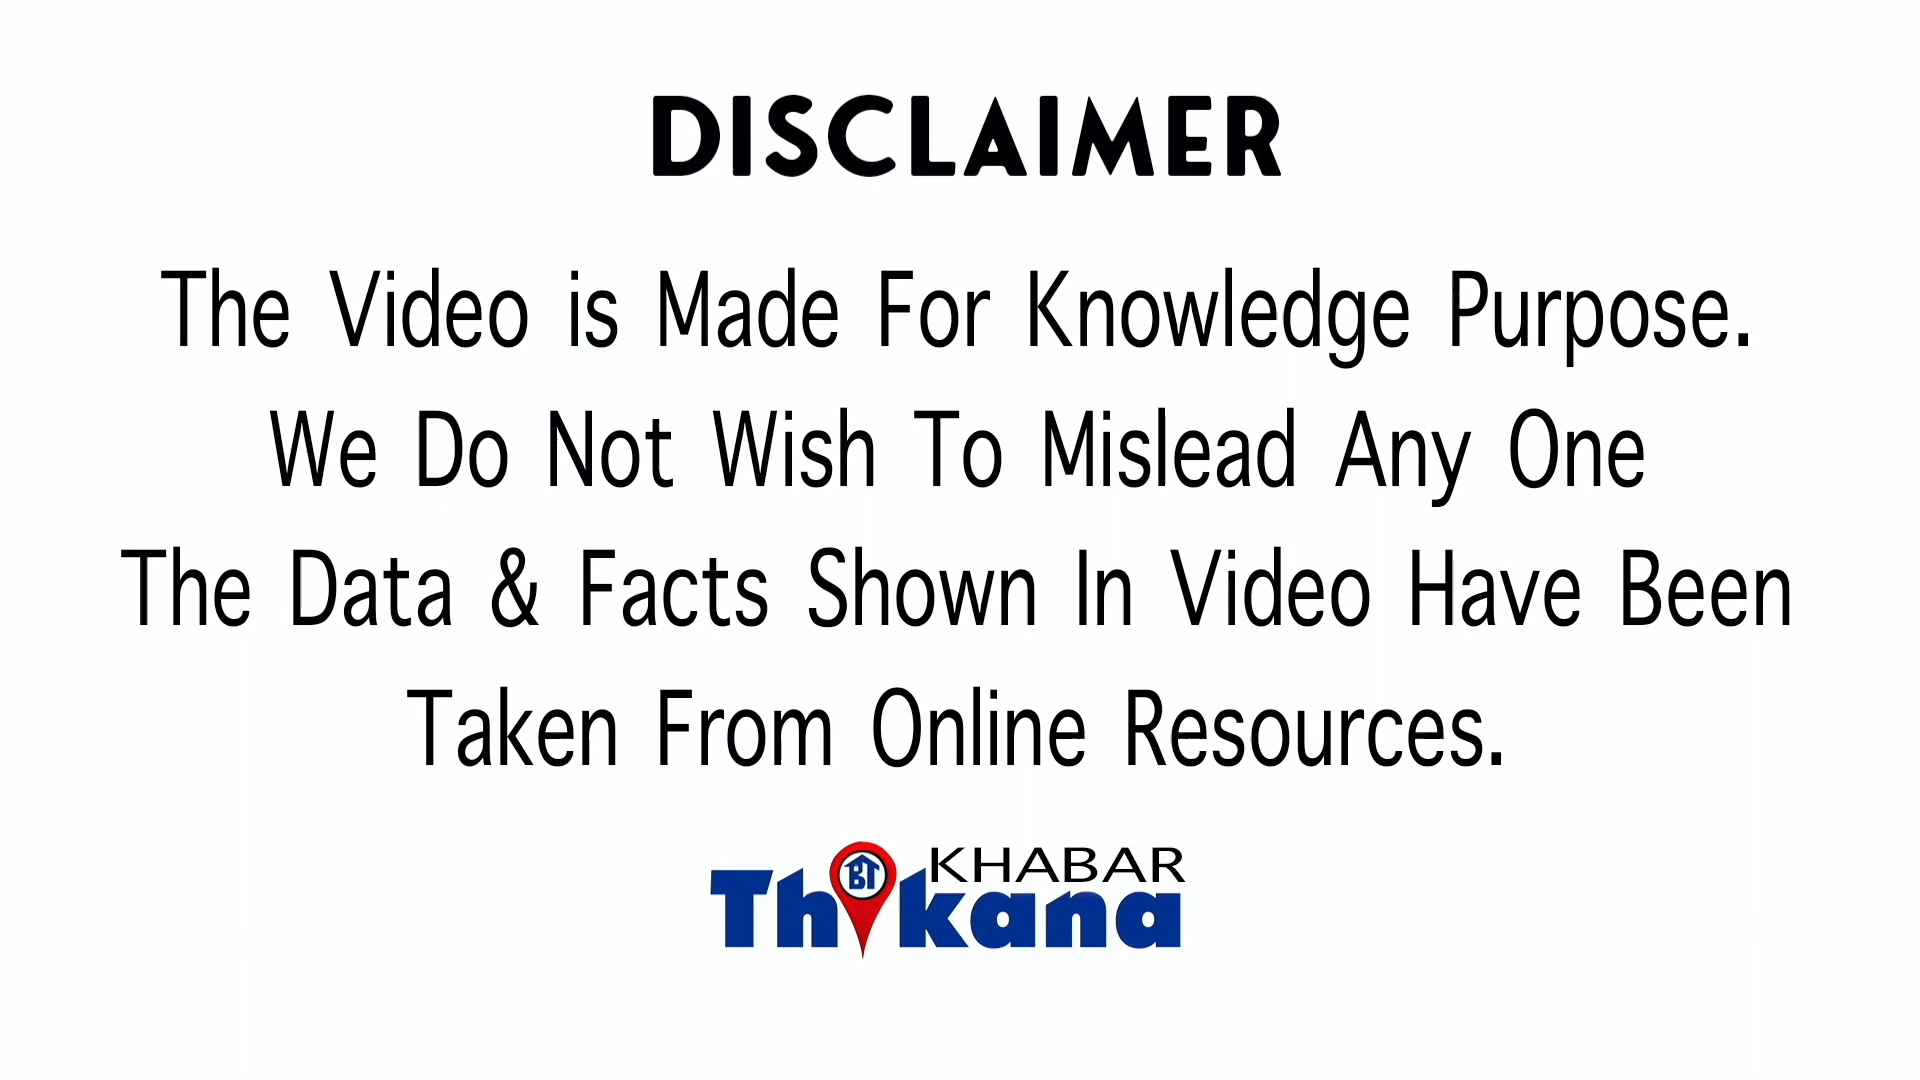 DISCLAIMER
The Video is Made For Knowledge Purpose.
We Do Not Wish To Mislead Any One
The Data & Facts Shown In Video Have Been
Taken From Online Resources.
KHABAR
BT
Thikana